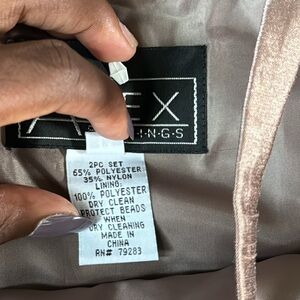 EX
INGS
2PC SET
65% POLYESTER
35% NYLON
LINING:
100% POLYESTER
DRY CLEAN
PROTECT BEADS
WHEN
DRY CLEANING
MADE IN
CHINA
RN# 79283